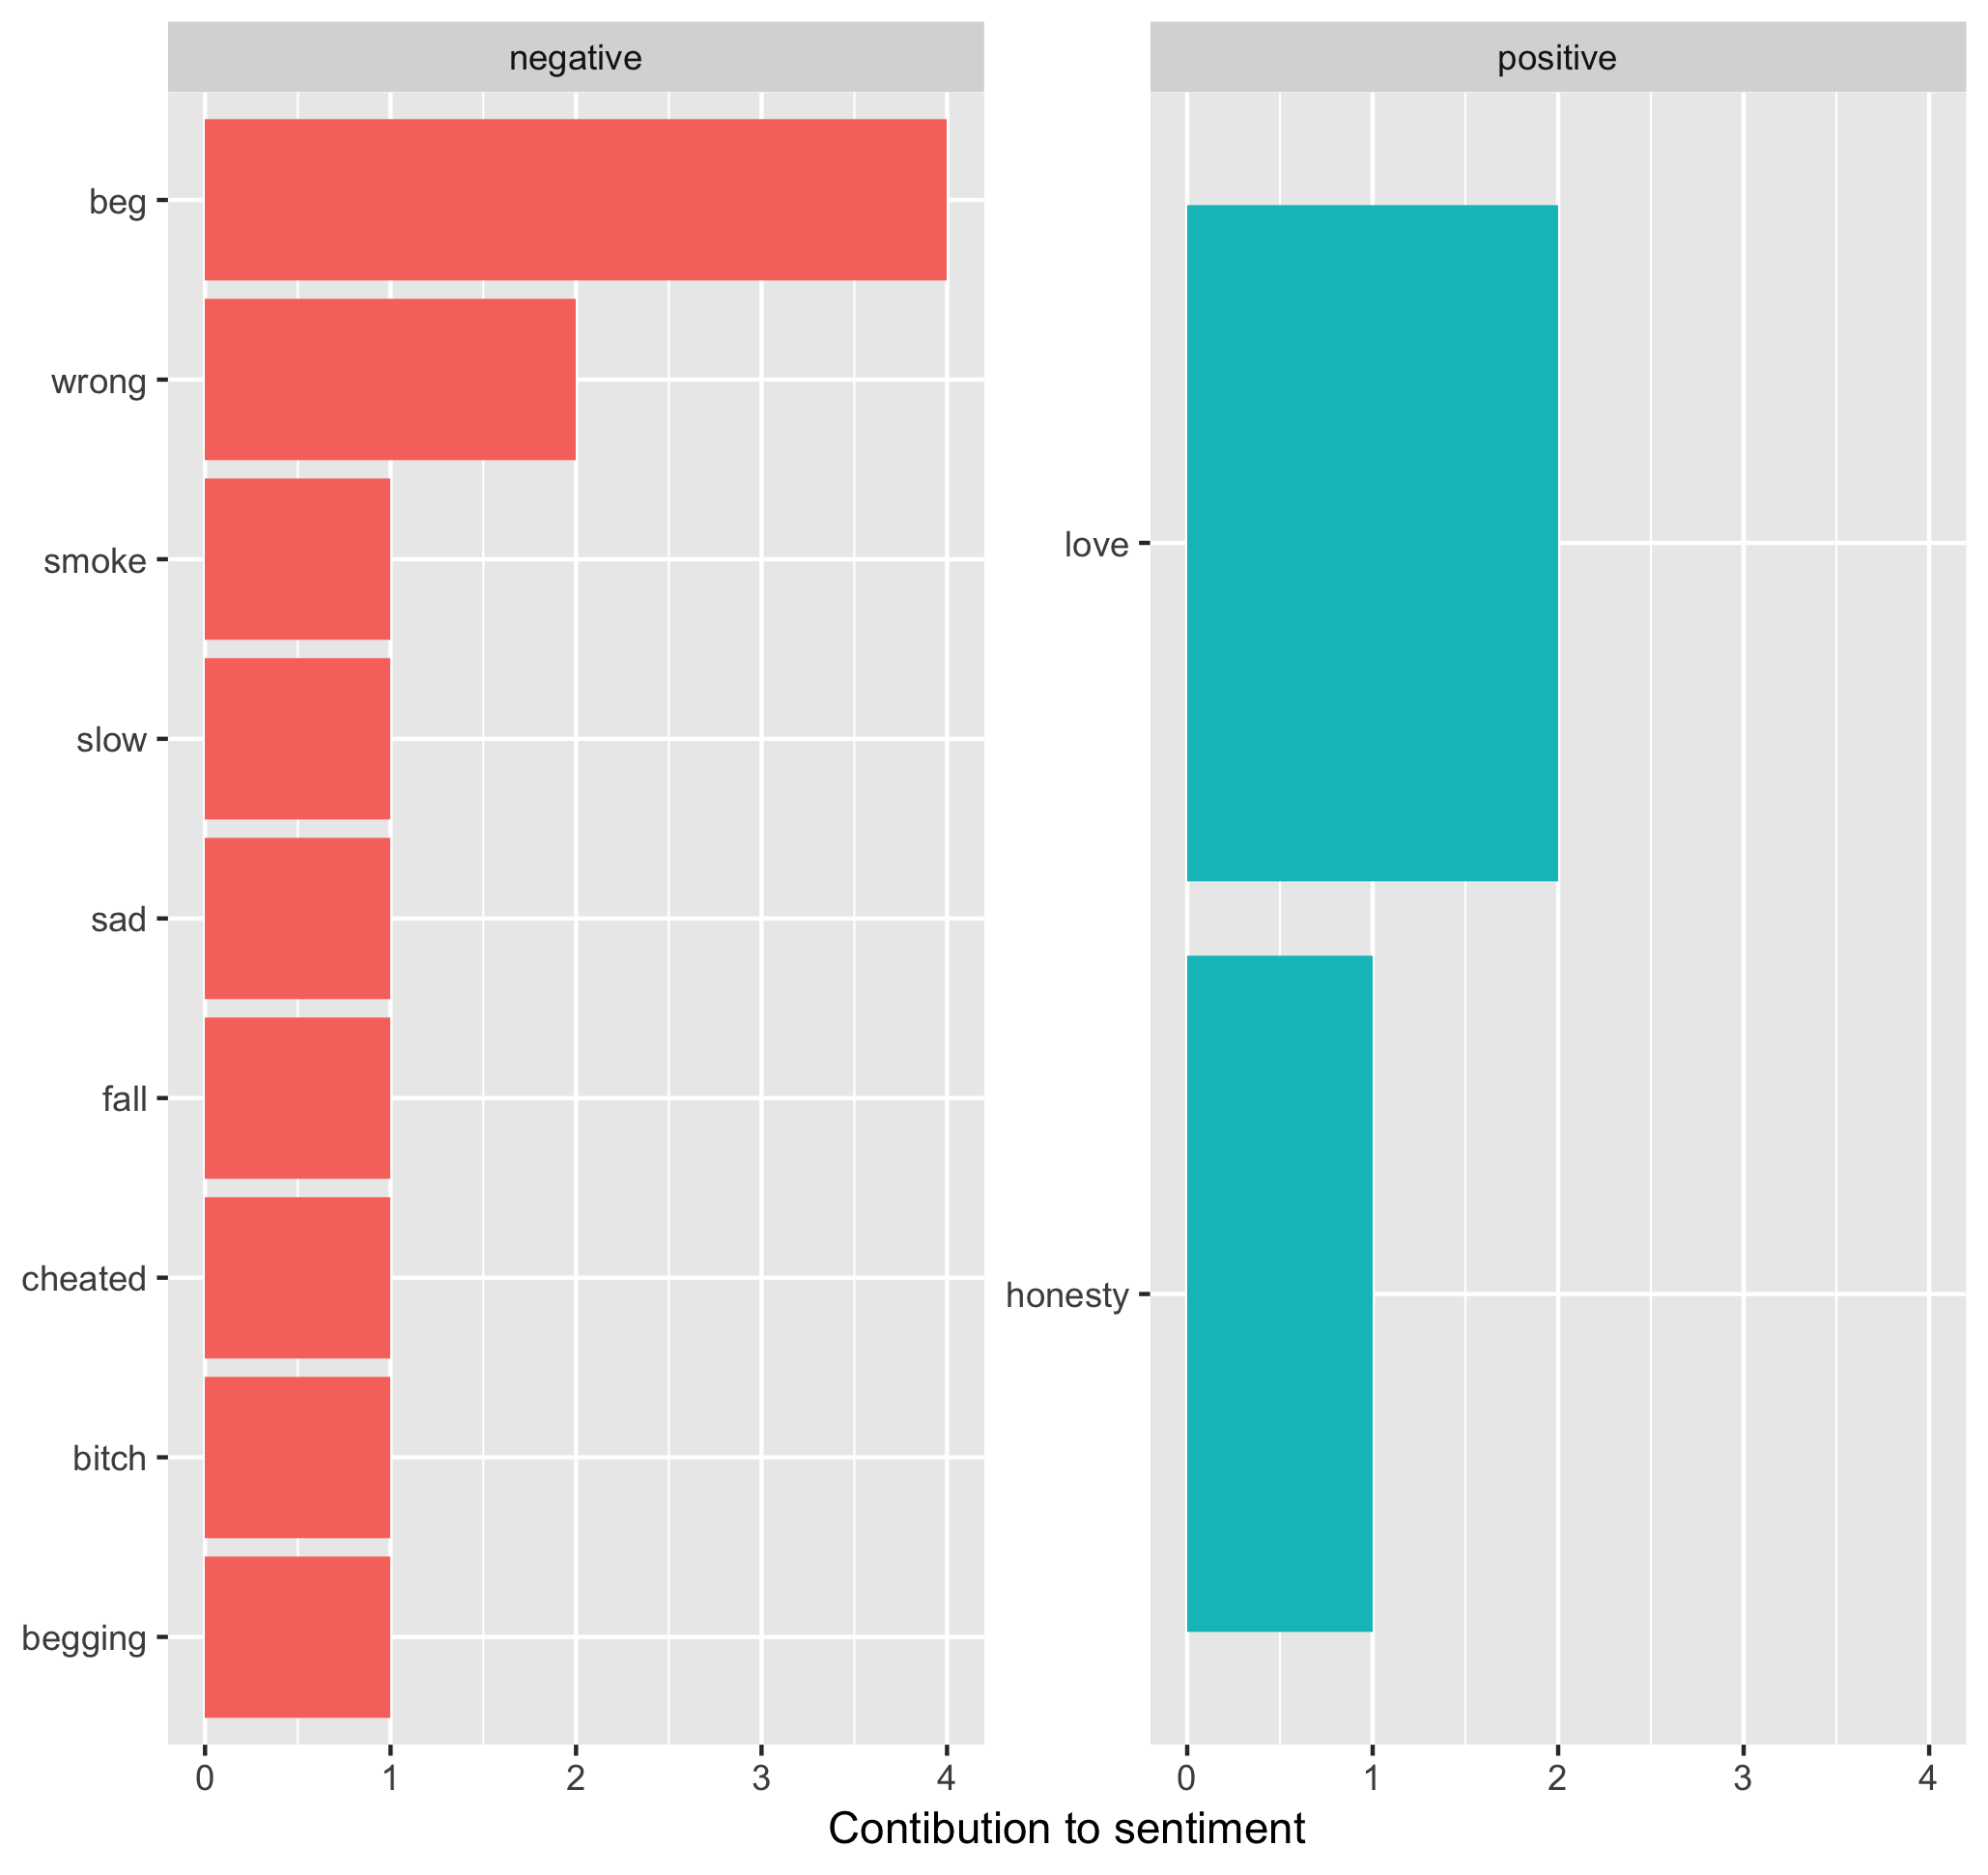 negative
beg
wrong
smoke
slow
sad
fall
cheated
bitch
begging
0 1 2 3 4
positive
love
honesty
0 1 2 3 4
Contibution to sentiment